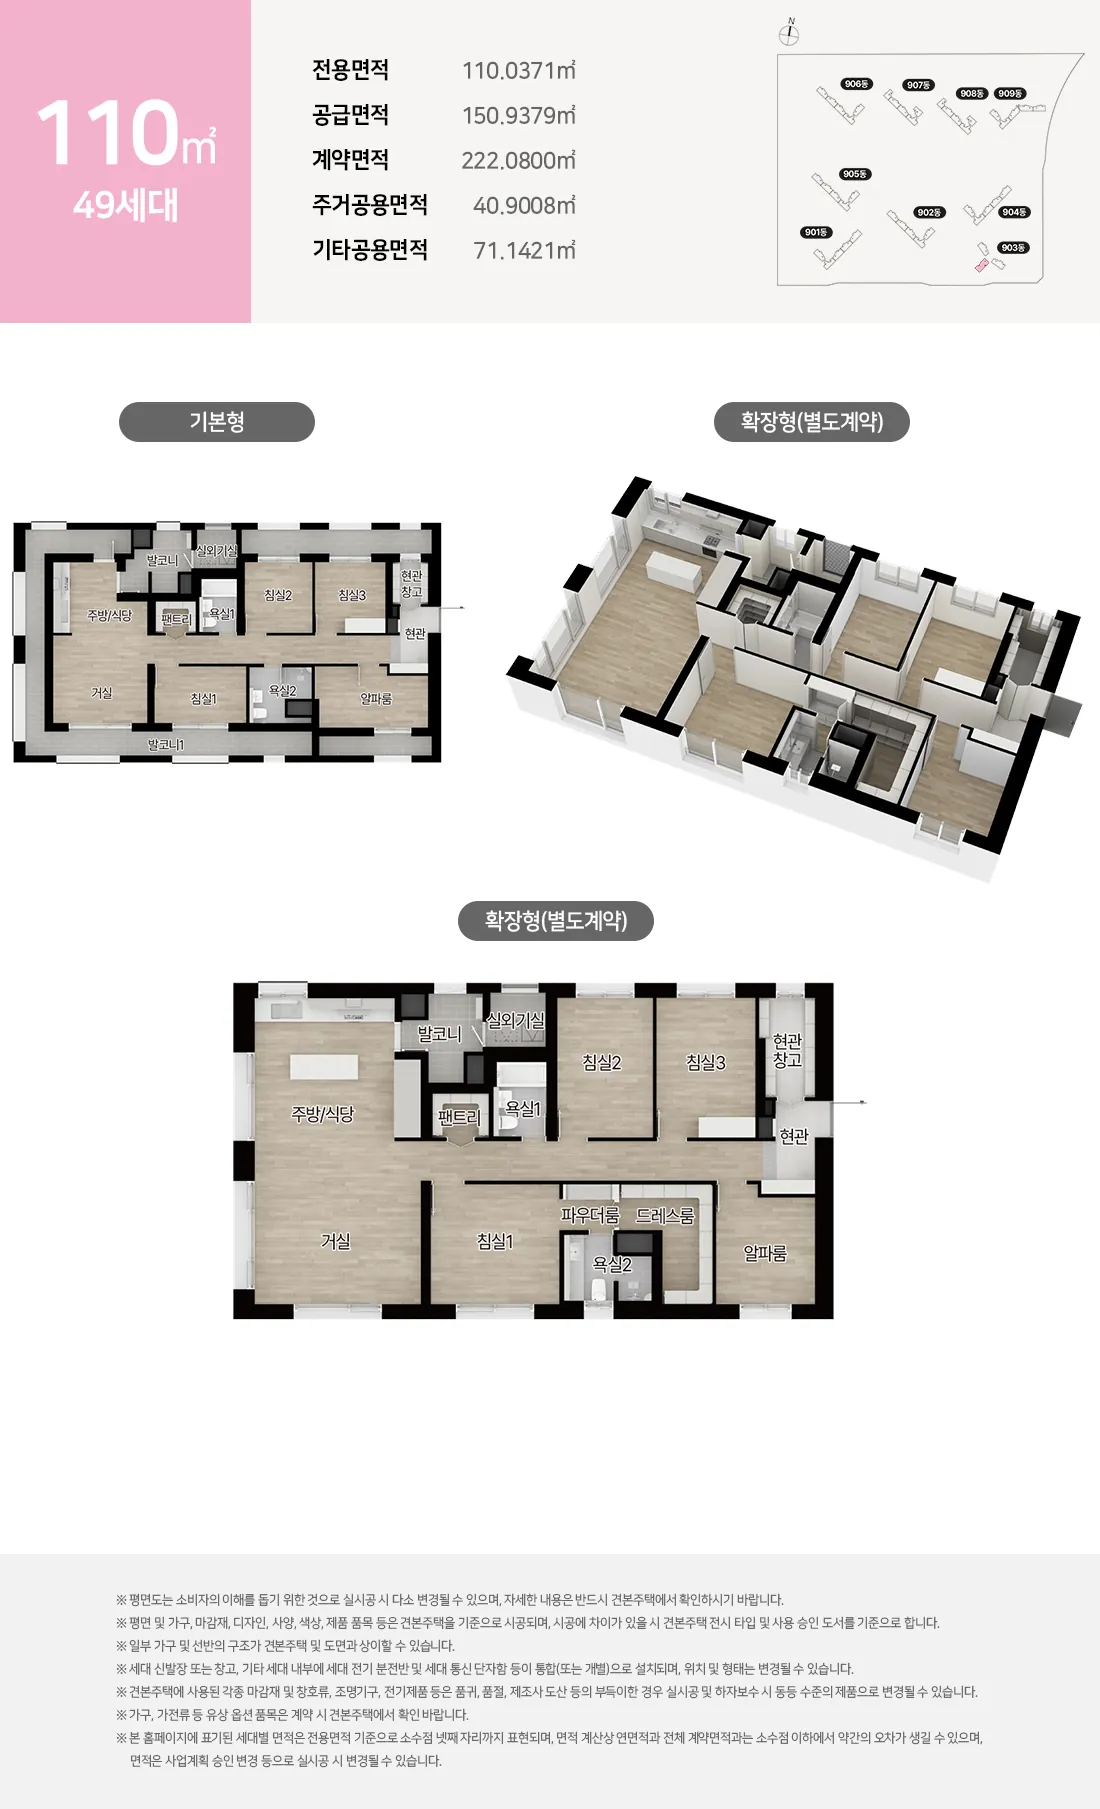 110㎡
49세대
전용면적 110.0371㎡
공급면적 150.9379㎡
계약면적 222.0800㎡
주거공용면적 40.9008㎡
기타공용면적 71.1421㎡
N
906동
907동
908동
909동
905동
902동
904동
901동
903동
기본형
확장형(별도계약)
발코니
실외기실
주방/식당
팬트리
욕실1
침실2
침실3
현관
창고
현관
거실
침실1
욕실2
알파룸
발코니1
확장형(별도계약)
발코니
실외기실
침실2
침실3
현관
창고
주방/식당
팬트리
욕실1
현관
거실
침실1
파우더룸
드레스룸
욕실2
알파룸
※ 평면도는 소비자의 이해를 돕기 위한 것으로 실시공 시 다소 변경될 수 있으며, 자세한 내용은 반드시 견본주택에서 확인하시기 바랍니다.
※ 평면 및 가구, 마감재, 디자인, 사양, 색상, 제품 품목 등은 견본주택을 기준으로 시공되며, 시공에 차이가 있을 시 견본주택 전시 타입 및 사용 승인 도서를 기준으로 합니다.
※ 일부 가구 및 선반의 구조가 견본주택 및 도면과 상이할 수 있습니다.
※ 세대 신발장 또는 창고, 기타 세대 내부에 세대 전기 분전반 및 세대 통신 단자함 등이 통합(또는 개별)으로 설치되며, 위치 및 형태는 변경될 수 있습니다.
※ 견본주택에 사용된 각종 마감재 및 창호류, 조명기구, 전기제품 등은 품귀, 품절, 제조사 도산 등의 부득이한 경우 실시공 및 하자보수 시 동등 수준의 제품으로 변경될 수 있습니다.
※ 가구, 가전류 등 유상 옵션 품목은 계약 시 견본주택에서 확인 바랍니다.
※ 본 홈페이지에 표기된 세대별 면적은 전용면적 기준으로 소수점 넷째 자리까지 표현되며, 면적 계산상 연면적과 전체 계약면적과는 소수점 이하에서 약간의 오차가 생길 수 있으며,
면적은 사업계획 승인 변경 등으로 실시공 시 변경될 수 있습니다.